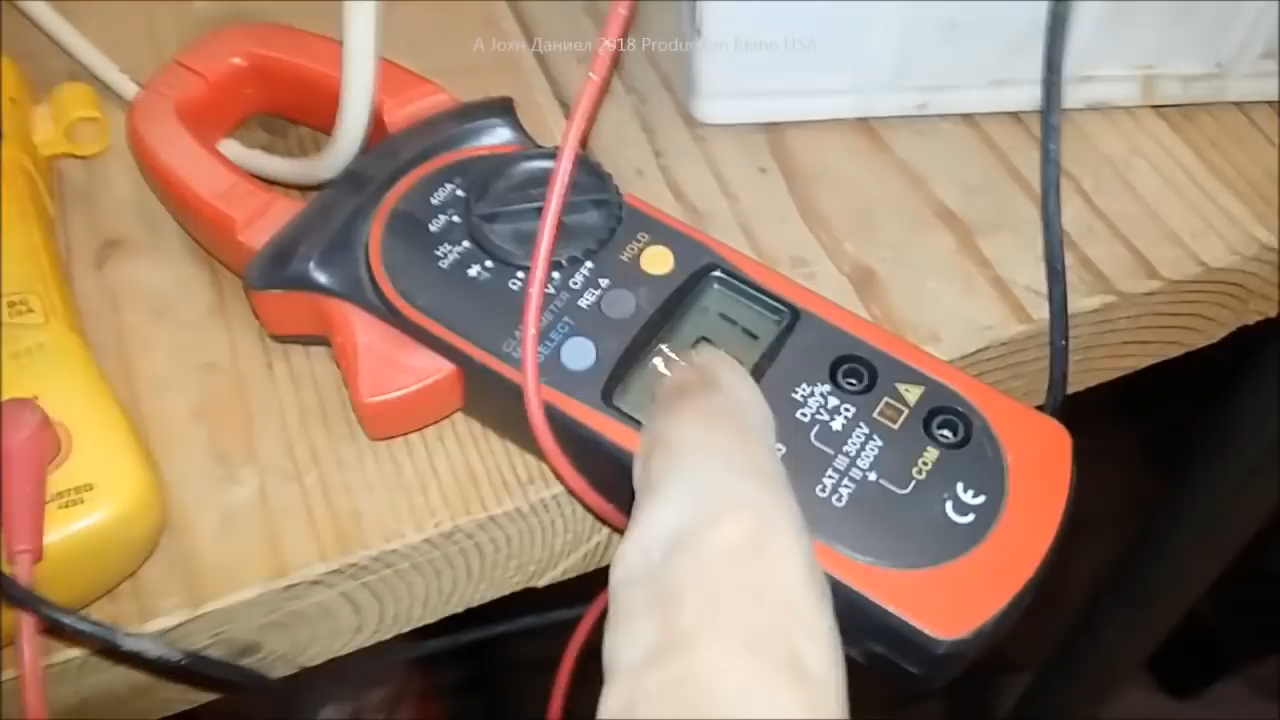 A Јохн Даниел 2018 Production Idaho USA
400A
40A
Hz
Duty%
Ω
V
OFF
HOLD
REL Δ
SELECT
Hz
Duty%
V
Ω
CAT III 300V
CAT II 600V
COM
CE
LISTED